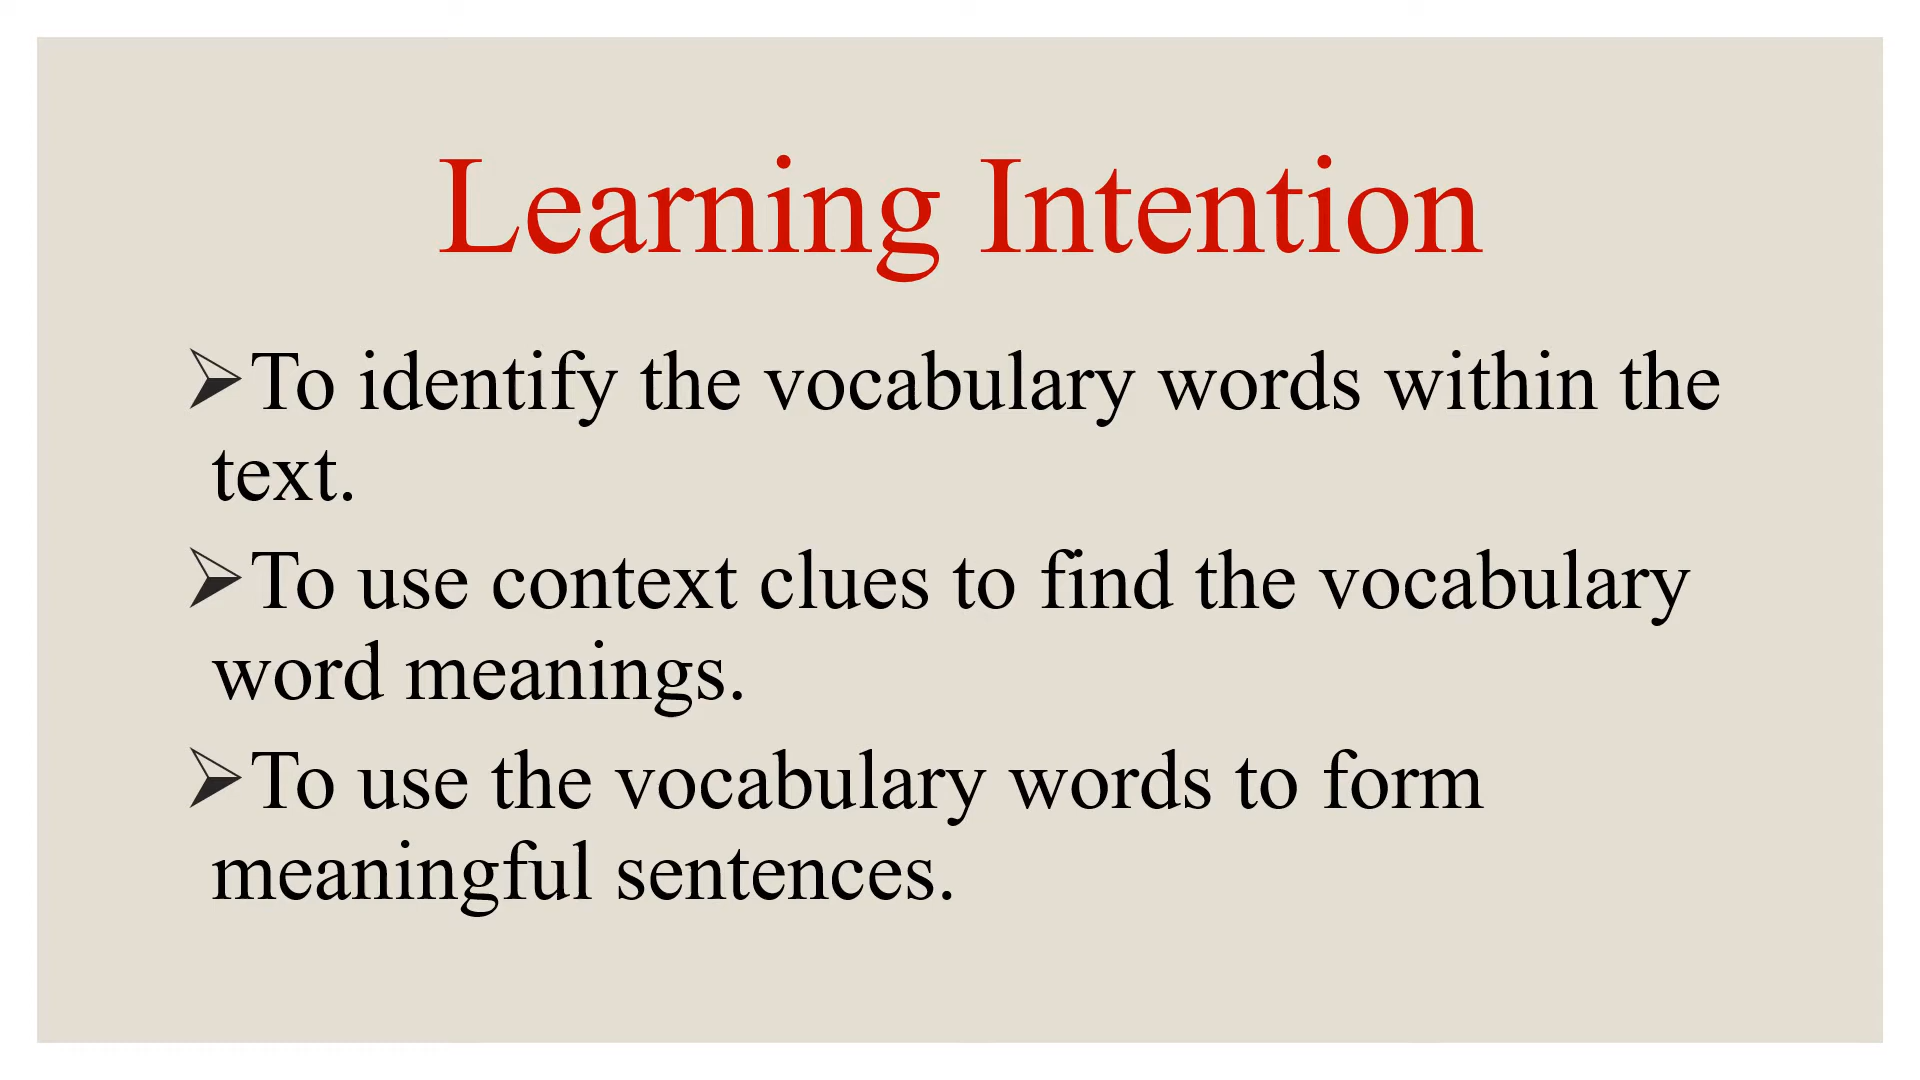 Learning Intention
➢To identify the vocabulary words within the
text.
➢To use context clues to find the vocabulary
word meanings.
➢To use the vocabulary words to form
meaningful sentences.